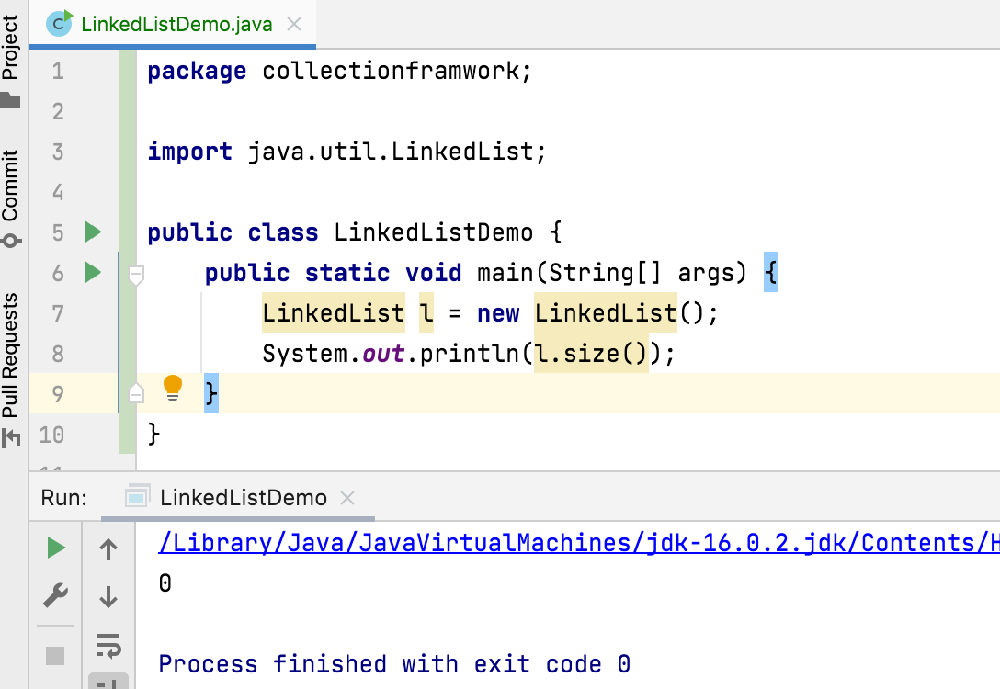 LinkedListDemo.java
Project
Commit
Pull Requests
1 package collectionframwork;
2
3 import java.util.LinkedList;
4
5 public class LinkedListDemo {
6 public static void main(String[] args) {
7 LinkedList l = new LinkedList();
8 System.out.println(l.size());
9 }
10 }
Run: LinkedListDemo
/Library/Java/JavaVirtualMachines/jdk-16.0.2.jdk/Contents/H
0
Process finished with exit code 0